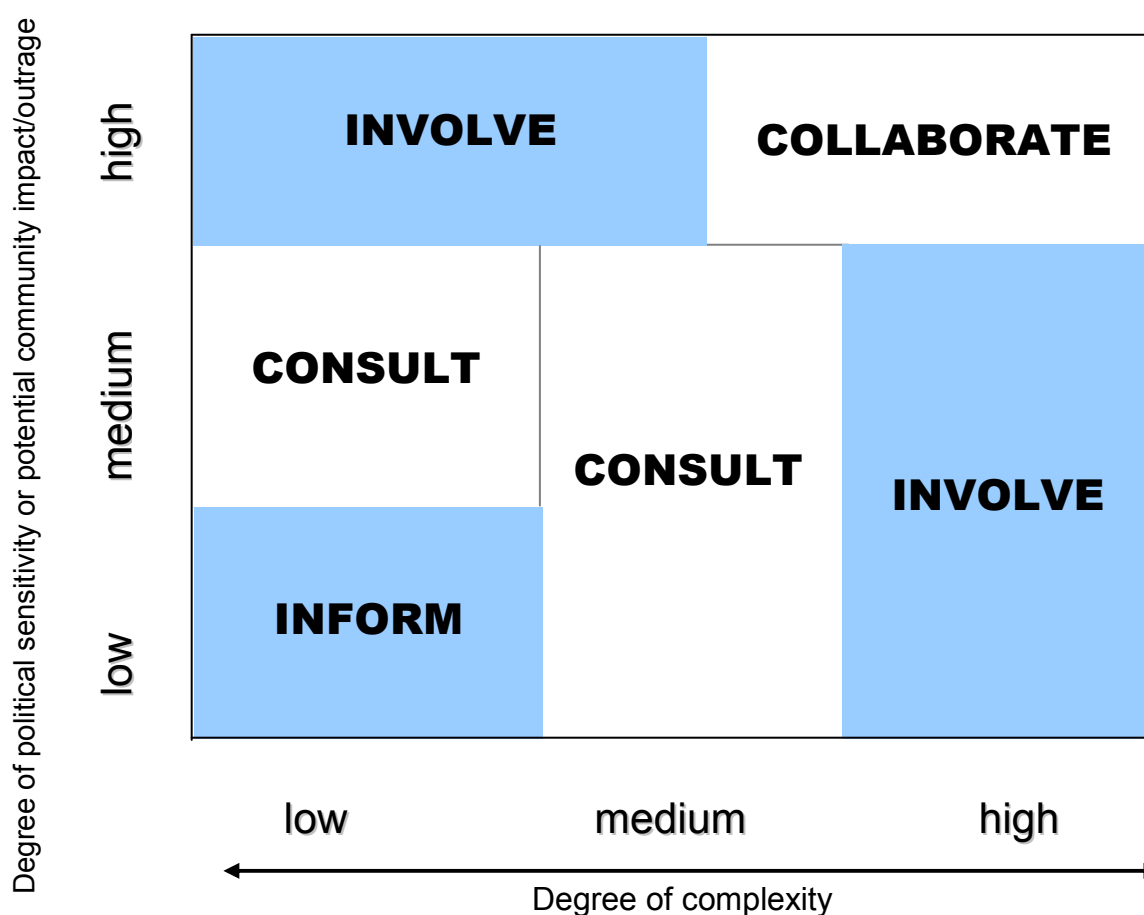 Degree of political sensitivity or potential community impact/outrage
high
medium
low
INVOLVE
COLLABORATE
CONSULT
CONSULT
INVOLVE
INFORM
low
medium
high
Degree of complexity